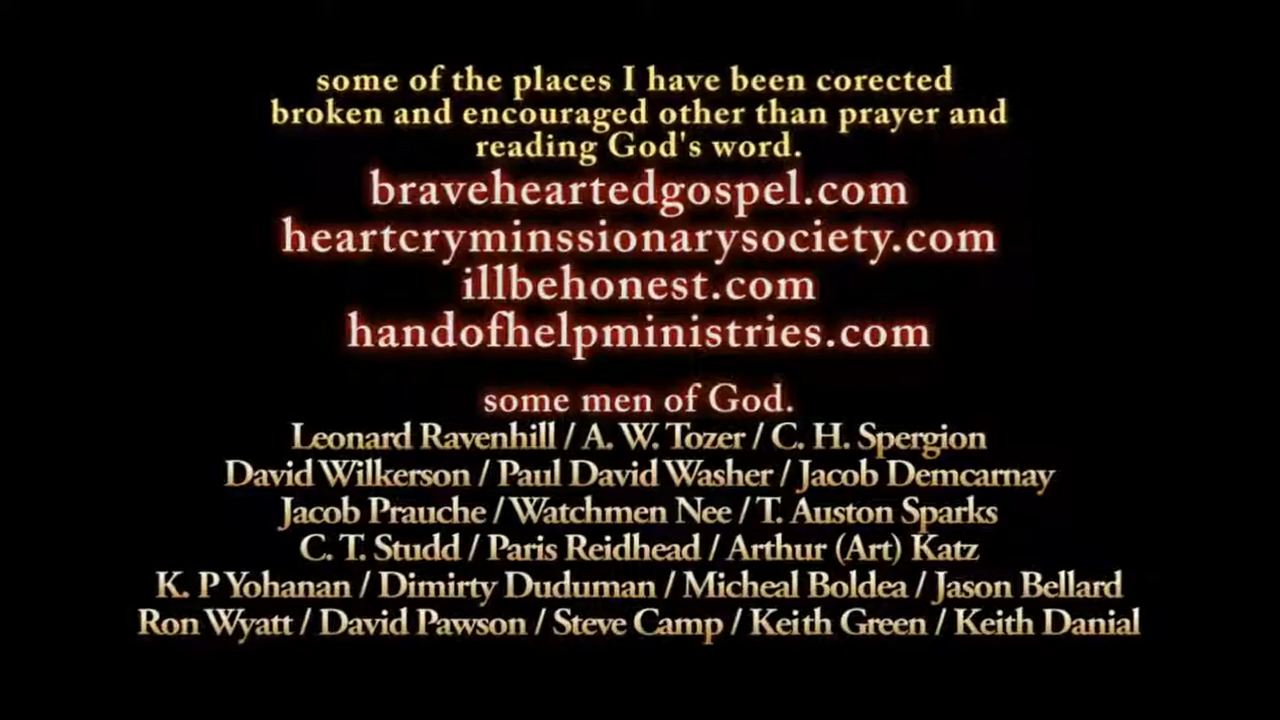 some of the places I have been corected
broken and encouraged other than prayer and
reading God's word.
braveheartedgospel.com
heartcryminssionarysociety.com
illbehonest.com
handofhelpministries.com
some men of God.
Leonard Ravenhill / A. W. Tozer / C. H. Spergion
David Wilkerson / Paul David Washer / Jacob Demcarnay
Jacob Prauche / Watchmen Nee / T. Auston Sparks
C. T. Studd / Paris Reidhead / Arthur (Art) Katz
K. P Yohanan / Dimirty Duduman / Micheal Boldea / Jason Bellard
Ron Wyatt / David Pawson / Steve Camp / Keith Green / Keith Danial